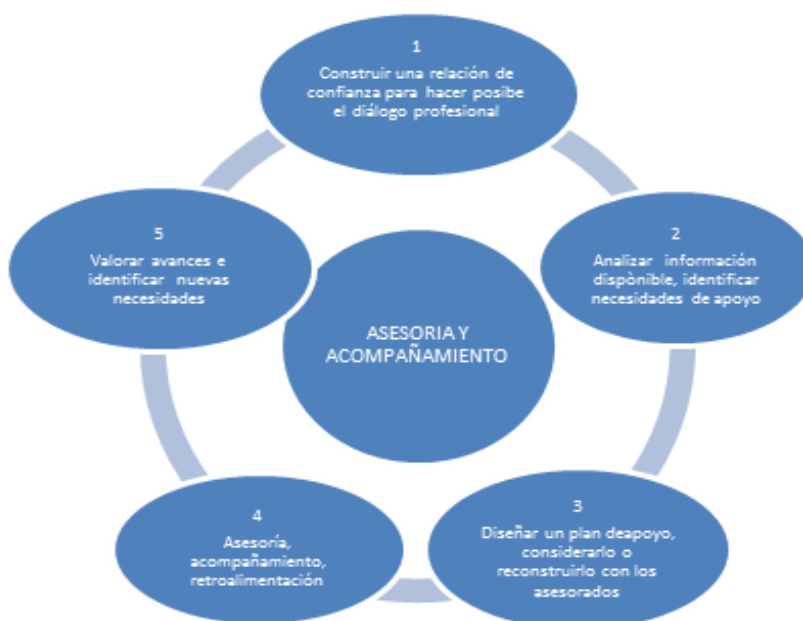 1
Construir una relación de
confianza para hacer posibe
el diálogo profesional
2
Analizar información
dispònible, identificar
necesidades de apoyo
3
Diseñar un plan deapoyo,
considerarlo o
reconstruirlo con los
asesorados
4
Asesoría,
acompañamiento,
retroalimentación
5
Valorar avances e
identificar nuevas
necesidades
ASESORIA Y
ACOMPAÑAMIENTO